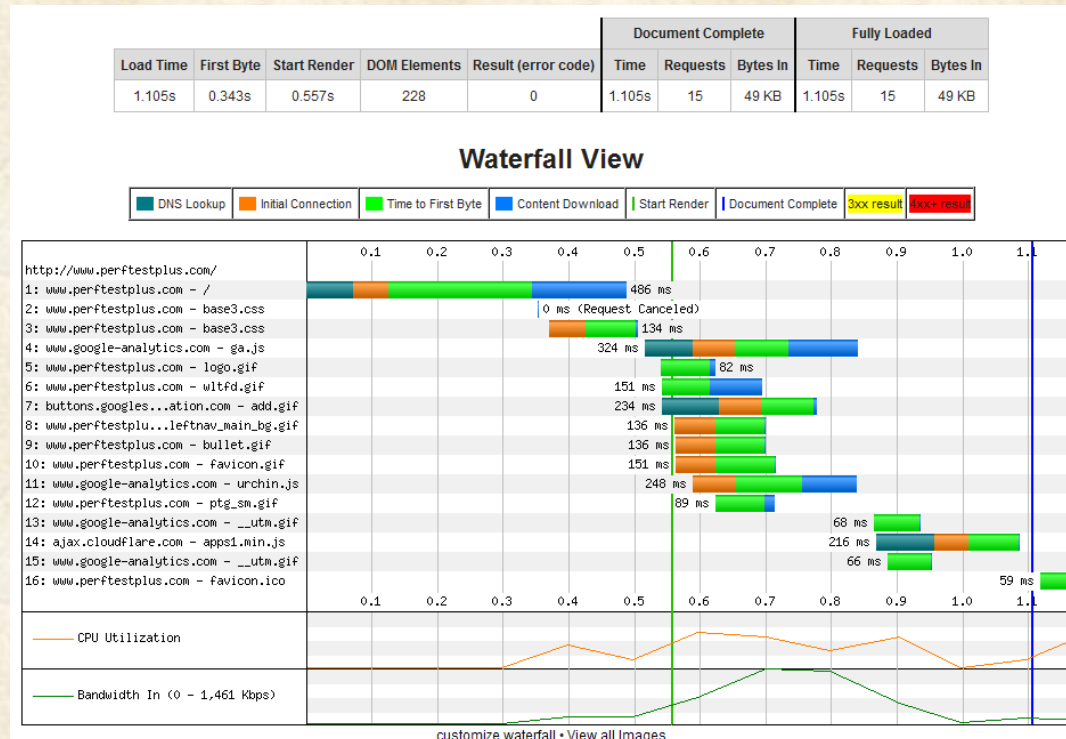 Document Complete Fully Loaded
Load Time First Byte Start Render DOM Elements Result (error code) Time Requests Bytes In Time Requests Bytes In
1.105s 0.343s 0.557s 228 0 1.105s 15 49 KB 1.105s 15 49 KB
Waterfall View
DNS Lookup Initial Connection Time to First Byte Content Download Start Render Document Complete 3xx result 4xx+ result
0.1 0.2 0.3 0.4 0.5 0.6 0.7 0.8 0.9 1.0 1.1
http://www.perftestplus.com/
1: www.perftestplus.com - / 486 ms
2: www.perftestplus.com - base3.css 0 ms (Request Canceled)
3: www.perftestplus.com - base3.css 134 ms
4: www.google-analytics.com - ga.js 324 ms
5: www.perftestplus.com - logo.gif 82 ms
6: www.perftestplus.com - wltfd.gif 151 ms
7: buttons.googles...ation.com - add.gif 234 ms
8: www.perftestplu...leftnav_main_bg.gif 136 ms
9: www.perftestplus.com - bullet.gif 136 ms
10: www.perftestplus.com - favicon.gif 151 ms
11: www.google-analytics.com - urchin.js 248 ms
12: www.perftestplus.com - ptg_sm.gif 89 ms
13: www.google-analytics.com - __utm.gif 68 ms
14: ajax.cloudflare.com - apps1.min.js 216 ms
15: www.google-analytics.com - __utm.gif 66 ms
16: www.perftestplus.com - favicon.ico 59 ms
0.1 0.2 0.3 0.4 0.5 0.6 0.7 0.8 0.9 1.0 1.1
CPU Utilization
Bandwidth In (0 - 1,461 Kbps)
customize waterfall • View all Images